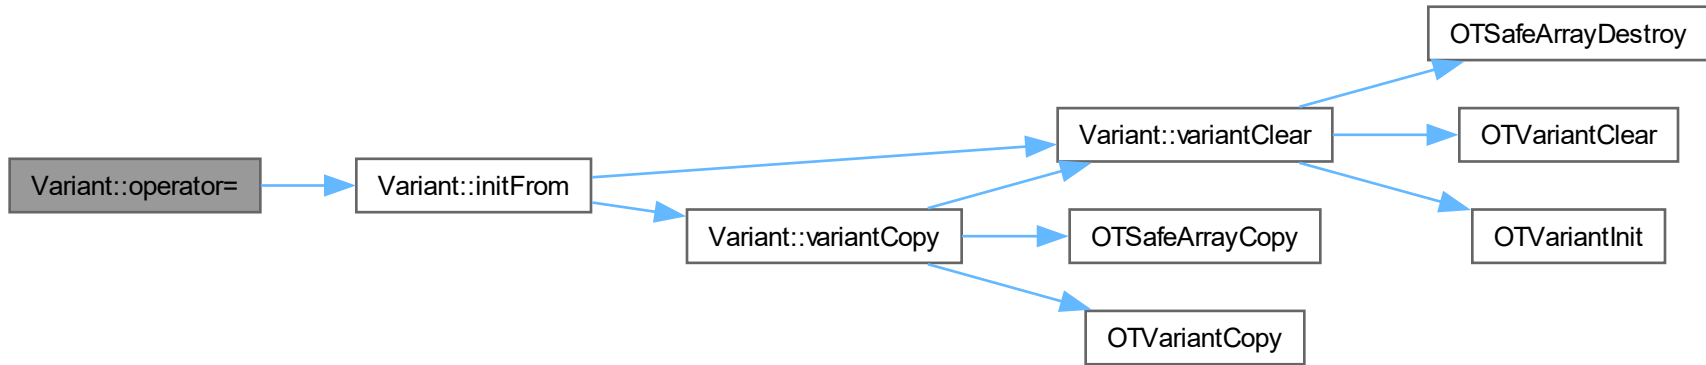 Variant::operator=
Variant::initFrom
Variant::variantClear
Variant::variantCopy
OTSafeArrayDestroy
OTVariantClear
OTVariantInit
OTSafeArrayCopy
OTVariantCopy